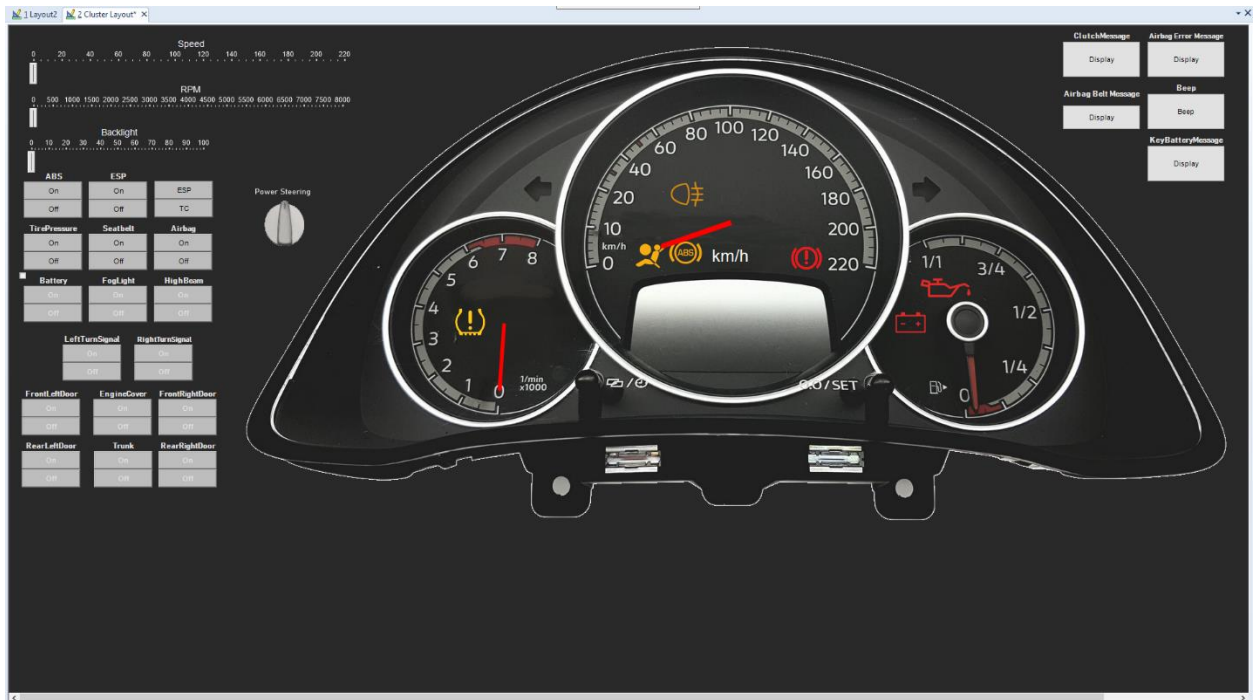 1 Layout2 2 Cluster Layout* X
Speed
0 20 40 60 80 100 120 140 160 180 200 220
RPM
0 500 1000 1500 2000 2500 3000 3500 4000 4500 5000 5500 6000 6500 7000 7500 8000
Backlight
0 10 20 30 40 50 60 70 80 90 100
ABS ESP
On On ESP
Off Off TC
TirePressure Seatbelt Airbag
On On On
Off Off Off
Battery FogLight HighBeam
On On On
Off Off Off
LeftTurnSignal RightTurnSignal
On On
Off Off
FrontLeftDoor EngineCover FrontRightDoor
On On On
Off Off Off
RearLeftDoor Trunk RearRightDoor
On On On
Off Off Off
Power Steering
0 1 2 3 4 5 6 7 8
1/min
x1000
0 10 20 40 60 80 100 120 140 160 180 200 220
km/h
ABS
km/h
0.0/SET
1/1 3/4 1/2 1/4 0
ClutchMessage Airbag Error Message
Display Display
Airbag Belt Message Beep
Display Beep
KeyBatteryMessage
Display